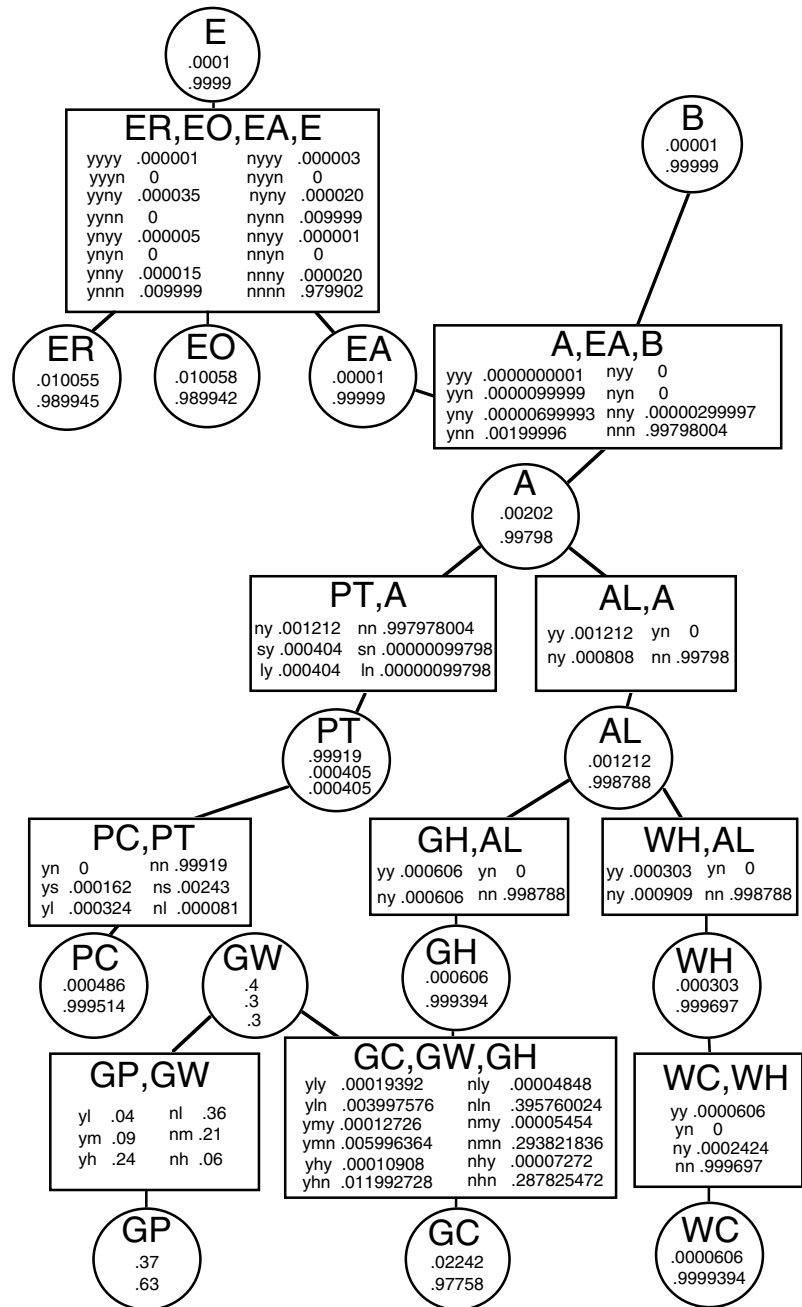 E
.0001
.9999
ER,EO,EA,E
yyyy .000001 nyyy .000003
yyyn 0 nyyn 0
yyny .000035 nyny .000020
yynn 0 nynn .009999
ynyy .000005 nnyy .000001
ynyn 0 nnyn 0
ynny .000015 nnny .000020
ynnn .009999 nnnn .979902
B
.00001
.99999
ER
.010055
.989945
EO
.010058
.989942
EA
.00001
.99999
A,EA,B
yyy .0000000001 nyy 0
yyn .0000099999 nyn 0
yny .00000699993 nny .00000299997
ynn .00199996 nnn .99798004
A
.00202
.99798
PT,A
ny .001212 nn .997978004
sy .000404 sn .00000099798
ly .000404 ln .00000099798
AL,A
yy .001212 yn 0
ny .000808 nn .99798
PT
.99919
.000405
.000405
AL
.001212
.998788
PC,PT
yn 0 nn .99919
ys .000162 ns .00243
yl .000324 nl .000081
GH,AL
yy .000606 yn 0
ny .000606 nn .998788
WH,AL
yy .000303 yn 0
ny .000909 nn .998788
PC
.000486
.999514
GW
.4
.3
.3
GH
.000606
.999394
WH
.000303
.999697
GP,GW
yl .04 nl .36
ym .09 nm .21
yh .24 nh .06
GC,GW,GH
yly .00019392 nly .00004848
yln .003997576 nln .395760024
ymy .00012726 nmy .00005454
ymn .005996364 nmn .293821836
yhy .00010908 nhy .00007272
yhn .011992728 nhn .287825472
WC,WH
yy .0000606
yn 0
ny .0002424
nn .999697
GP
.37
.63
GC
.02242
.97758
WC
.0000606
.9999394